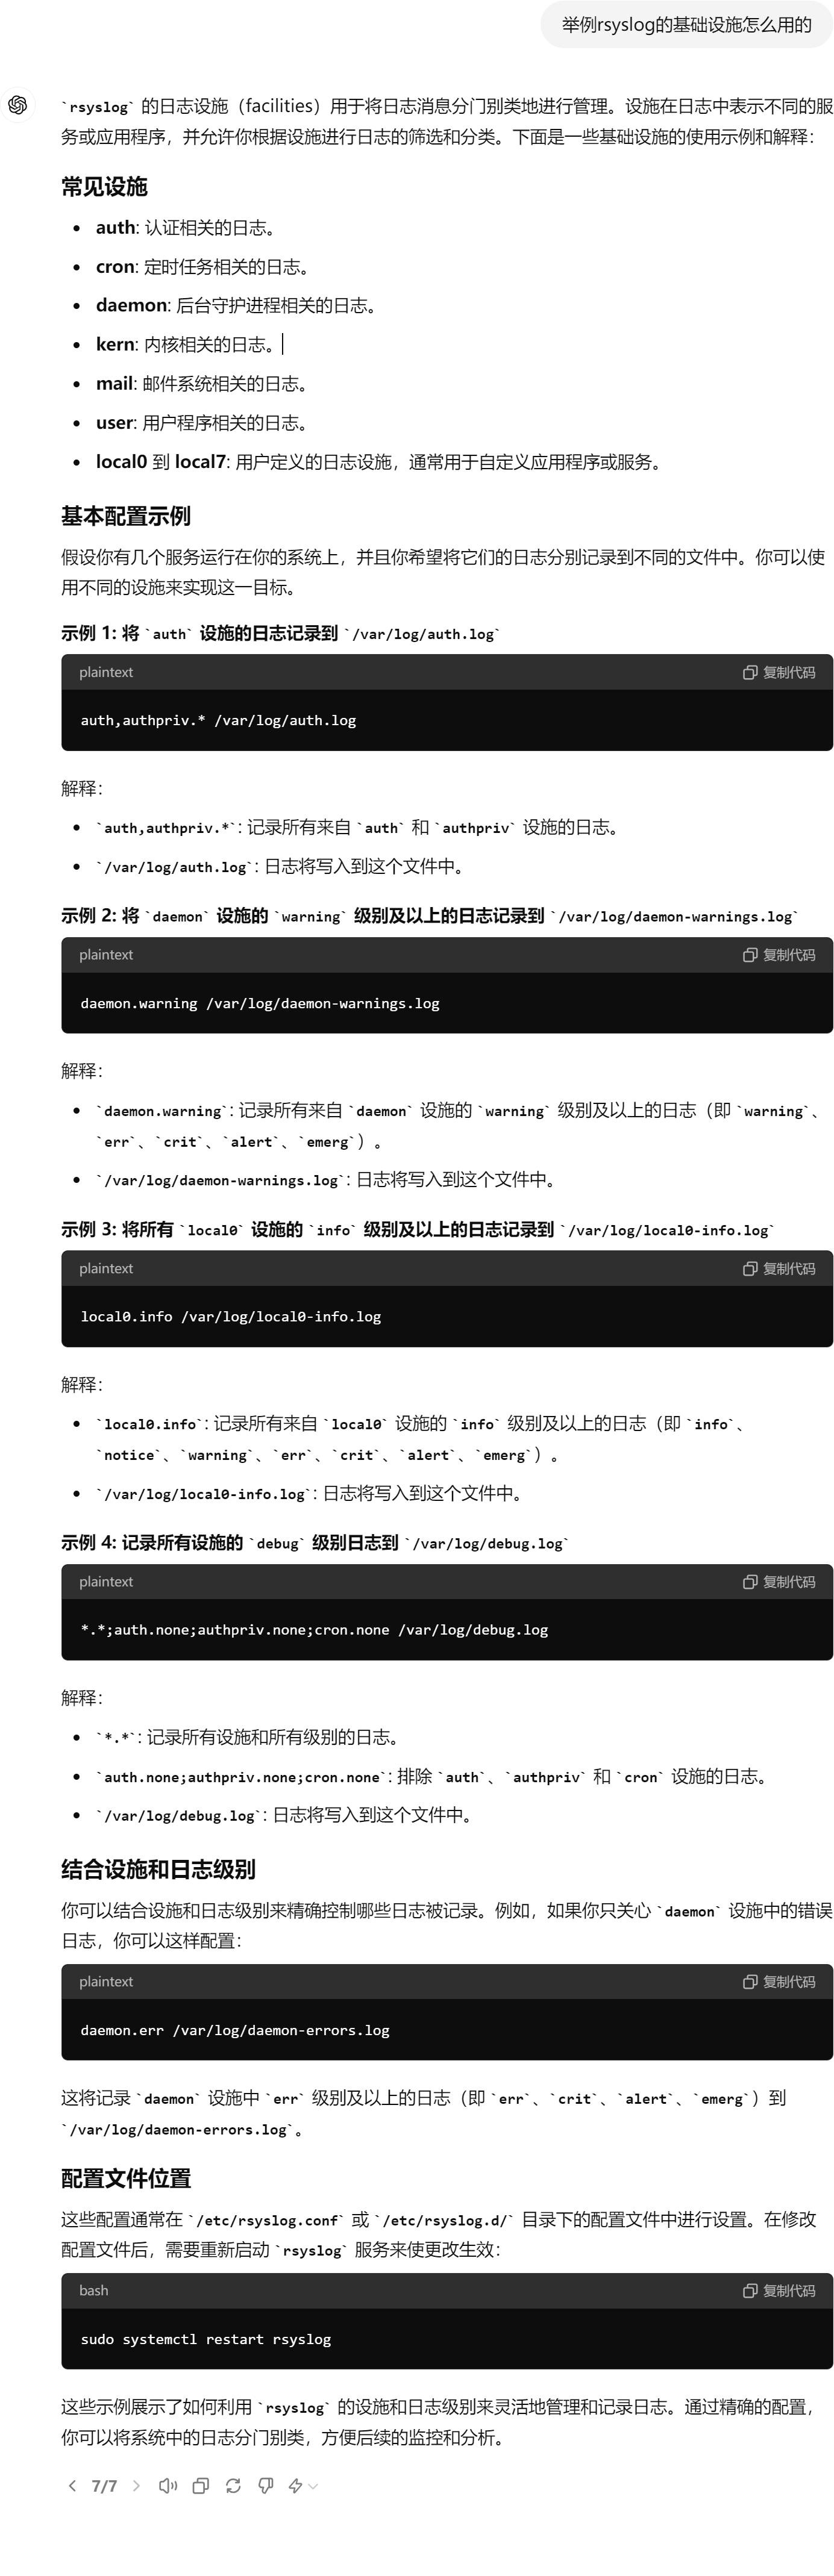 举例rsyslog的基础设施怎么用的
`rsyslog` 的日志设施（facilities）用于将日志消息分门别类地进行管理。设施在日志中表示不同的服
务或应用程序，并允许你根据设施进行日志的筛选和分类。下面是一些基础设施的使用示例和解释：
常见设施
• auth: 认证相关的日志。
• cron: 定时任务相关的日志。
• daemon: 后台守护进程相关的日志。
• kern: 内核相关的日志。
• mail: 邮件系统相关的日志。
• user: 用户程序相关的日志。
• local0 到 local7: 用户定义的日志设施，通常用于自定义应用程序或服务。
基本配置示例
假设你有几个服务运行在你的系统上，并且你希望将它们的日志分别记录到不同的文件中。你可以使
用不同的设施来实现这一目标。
示例 1: 将 `auth` 设施的日志记录到 `/var/log/auth.log`
plaintext 复制代码
auth,authpriv.* /var/log/auth.log
解释：
• `auth,authpriv.*`: 记录所有来自 `auth` 和 `authpriv` 设施的日志。
• `/var/log/auth.log`: 日志将写入到这个文件中。
示例 2: 将 `daemon` 设施的 `warning` 级别及以上的日志记录到 `/var/log/daemon-warnings.log`
plaintext 复制代码
daemon.warning /var/log/daemon-warnings.log
解释：
• `daemon.warning`: 记录所有来自 `daemon` 设施的 `warning` 级别及以上的日志（即 `warning`、
`err`、`crit`、`alert`、`emerg`）。
• `/var/log/daemon-warnings.log`: 日志将写入到这个文件中。
示例 3: 将所有 `local0` 设施的 `info` 级别及以上的日志记录到 `/var/log/local0-info.log`
plaintext 复制代码
local0.info /var/log/local0-info.log
解释：
• `local0.info`: 记录所有来自 `local0` 设施的 `info` 级别及以上的日志（即 `info`、
`notice`、`warning`、`err`、`crit`、`alert`、`emerg`）。
• `/var/log/local0-info.log`: 日志将写入到这个文件中。
示例 4: 记录所有设施的 `debug` 级别日志到 `/var/log/debug.log`
plaintext 复制代码
*.*;auth.none;authpriv.none;cron.none /var/log/debug.log
解释：
• `*.*`: 记录所有设施和所有级别的日志。
• `auth.none;authpriv.none;cron.none`: 排除 `auth`、`authpriv` 和 `cron` 设施的日志。
• `/var/log/debug.log`: 日志将写入到这个文件中。
结合设施和日志级别
你可以结合设施和日志级别来精确控制哪些日志被记录。例如，如果你只关心 `daemon` 设施中的错误
日志，你可以这样配置：
plaintext 复制代码
daemon.err /var/log/daemon-errors.log
这将记录 `daemon` 设施中 `err` 级别及以上的日志（即 `err`、`crit`、`alert`、`emerg`）到
`/var/log/daemon-errors.log`。
配置文件位置
这些配置通常在 `/etc/rsyslog.conf` 或 `/etc/rsyslog.d/` 目录下的配置文件中进行设置。在修改
配置文件后，需要重新启动 `rsyslog` 服务来使更改生效：
bash 复制代码
sudo systemctl restart rsyslog
这些示例展示了如何利用 `rsyslog` 的设施和日志级别来灵活地管理和记录日志。通过精确的配置，
你可以将系统中的日志分门别类，方便后续的监控和分析。
7/7